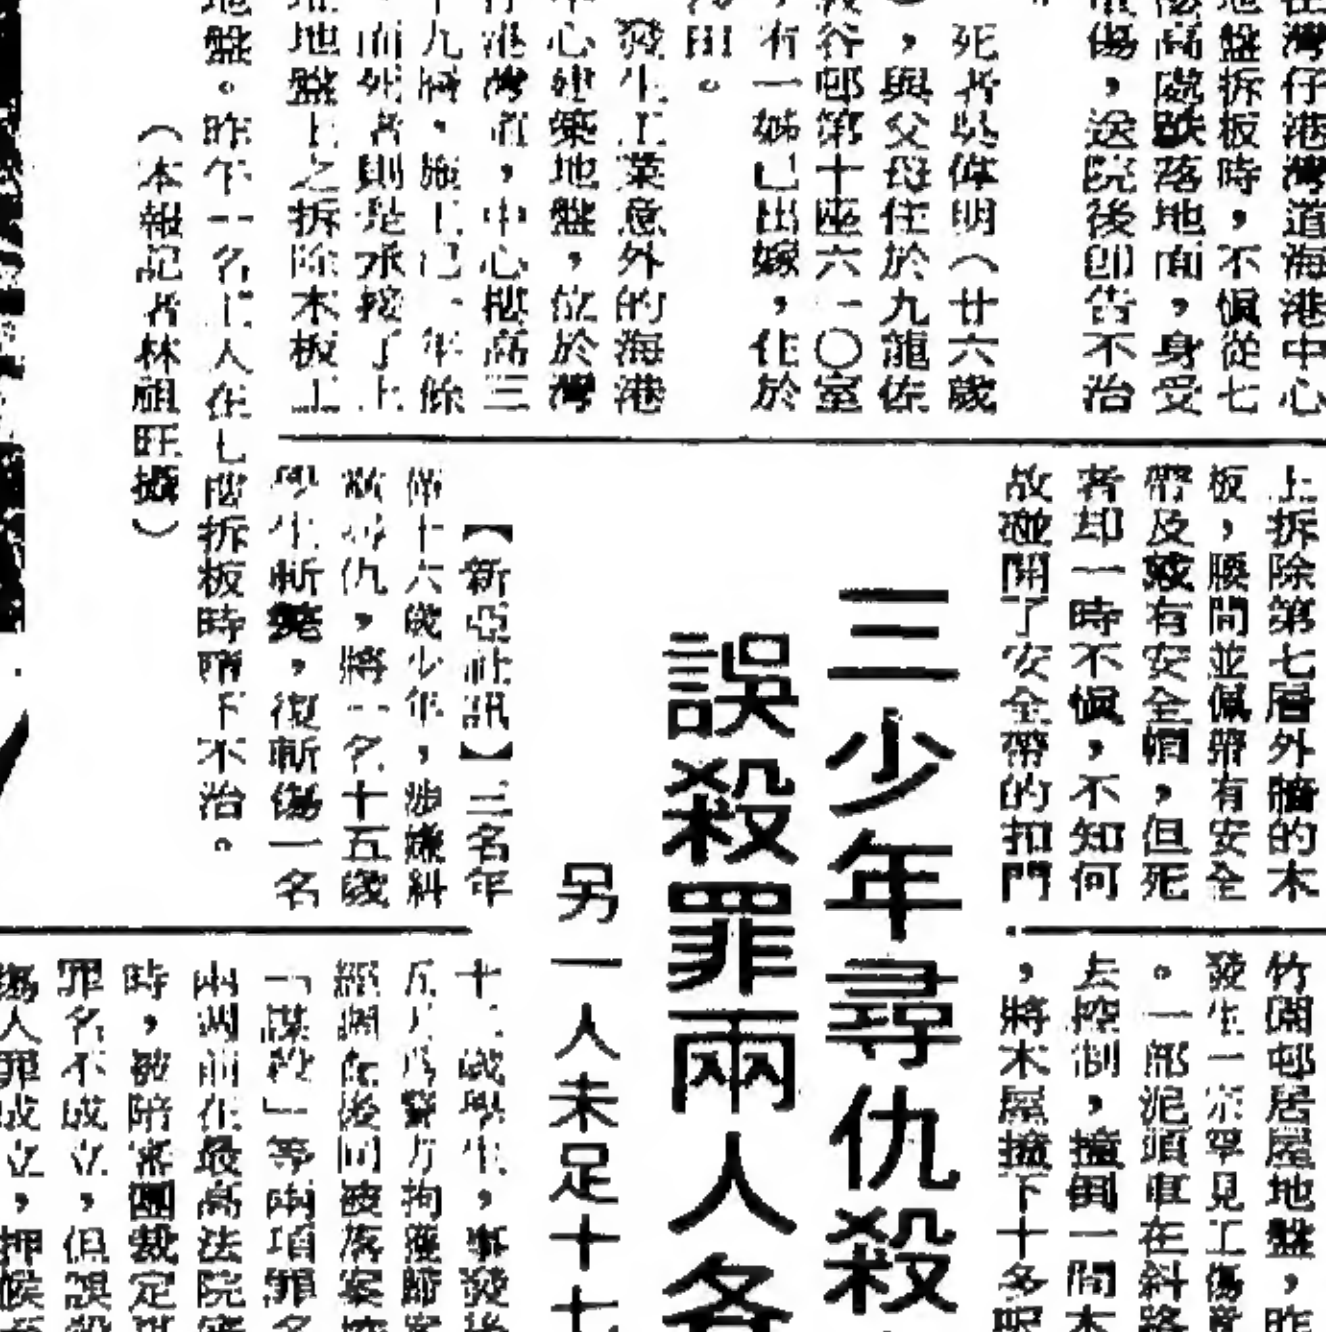 在灣仔港灣道海港中心
地盤拆板時，不慎從七
樓高處跌落地面，身受
重傷，送院後卽告不治
。
死者吳偉明（廿六歲
），與父母住於九龍佐
敦谷邨第十座六一〇室
，有一姊已出嫁，住於
田。
發生工業意外的海港
中心建築地盤，位於灣
仔港灣道，中心樓高三
十九層，施工已一年餘
，而死者則是承接了上
址地盤上之拆除木板工
上拆除第七層外牆的木
板，腰間並佩帶有安全
帶及戴有安全帽，但死
者却一時不慎，不知何
故碰開了安全帶的扣門
竹園邨居屋地盤，昨
發生一宗罕見工傷意
。一部泥頭車在斜路
去控制，撞倒一間木
，將木屋撞下十多呎
三少年尋仇殺
誤殺罪兩人各
另一人未足十七
【新亞社訊】三名年
僅十六歲少年，涉嫌糾
黨尋仇，將一名十五歲
學生斬斃，復斬傷一名
十二歲學生，事發後
五月爲警方拘獲歸案
經調查後同被落案控
「謀殺」等兩項罪名
兩週前在最高法院審
時，被陪審團裁定
罪名不成立，但誤殺
傷人罪成立，押候
地盤。昨午一名工人在七樓拆板時墮下不治。
（本報記者林祖旺攝）